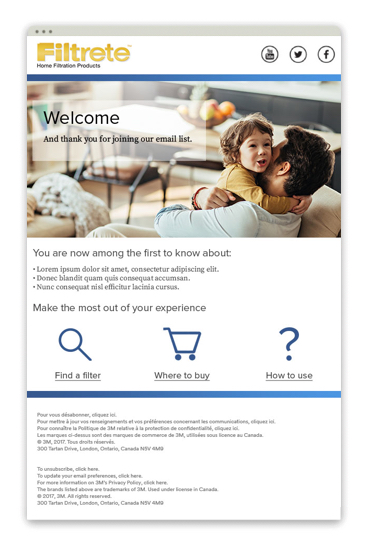 Filtrete™
Home Filtration Products
You Tube
Welcome
And thank you for joining our email list.
You are now among the first to know about:
• Lorem ipsum dolor sit amet, consectetur adipiscing elit.
• Donec blandit quam quis consequat accumsan.
• Nunc consequat nisl efficitur lacinia cursus.
Make the most out of your experience
?
Find a filter Where to buy How to use
Pour vous désabonner, cliquez ici.
Pour mettre à jour vos renseignements et vos préférences concernant les communications, cliquez ici.
Pour connaître la Politique de 3M relative à la protection de confidentialité, cliquez ici.
Les marques ci-dessus sont des marques de commerce de 3M, utilisées sous licence au Canada.
© 3M, 2017. Tous droits réservés.
300 Tartan Drive, London, Ontario, Canada N5V 4M9
To unsubscribe, click here.
To update your email preferences, click here.
For more information on 3M's Privacy Policy, click here.
The brands listed above are trademarks of 3M. Used under license in Canada.
© 2017, 3M. All rights reserved.
300 Tartan Drive, London, Ontario, Canada N5V 4M9